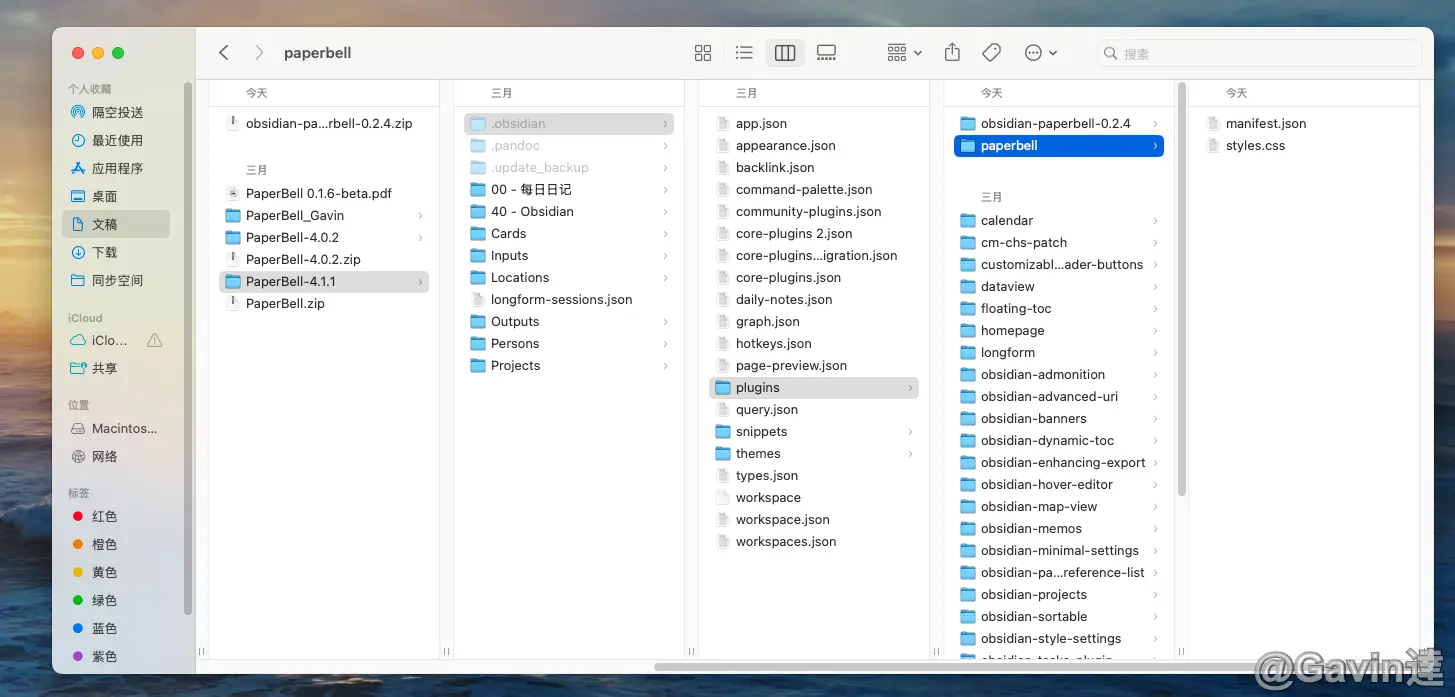 paperbell
搜索
个人收藏
隔空投送
最近使用
应用程序
桌面
文稿
下载
同步空间
iCloud
iClo...
共享
位置
Macintos...
网络
标签
红色
橙色
黄色
绿色
蓝色
紫色
今天
obsidian-pa...rbell-0.2.4.zip
三月
PaperBell 0.1.6-beta.pdf
PaperBell_Gavin
PaperBell-4.0.2
PaperBell-4.0.2.zip
PaperBell-4.1.1
PaperBell.zip
三月
.obsidian
.pandoc
.update_backup
00 - 每日日记
40 - Obsidian
Cards
Inputs
Locations
longform-sessions.json
Outputs
Persons
Projects
三月
app.json
appearance.json
backlink.json
command-palette.json
community-plugins.json
core-plugins 2.json
core-plugins...igration.json
core-plugins.json
daily-notes.json
graph.json
hotkeys.json
page-preview.json
plugins
query.json
snippets
themes
types.json
workspace
workspace.json
workspaces.json
今天
obsidian-paperbell-0.2.4
paperbell
三月
calendar
cm-chs-patch
customizabl...ader-buttons
dataview
floating-toc
homepage
longform
obsidian-admonition
obsidian-advanced-uri
obsidian-banners
obsidian-dynamic-toc
obsidian-enhancing-export
obsidian-hover-editor
obsidian-map-view
obsidian-memos
obsidian-minimal-settings
obsidian-pa...reference-list
obsidian-projects
obsidian-sortable
obsidian-style-settings
今天
manifest.json
styles.css
@Gavin達